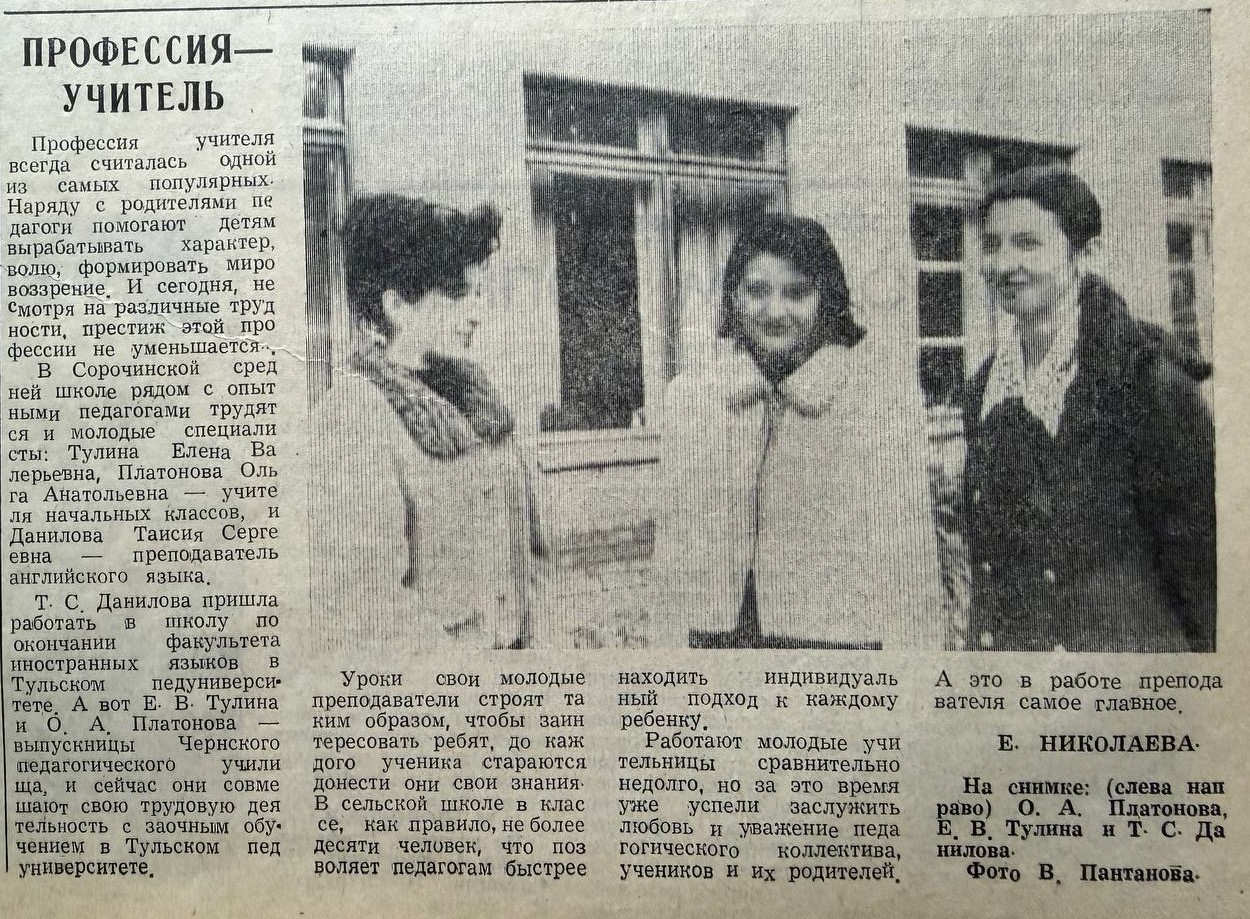 ПРОФЕССИЯ—
УЧИТЕЛЬ
Профессия учителя
всегда считалась одной
из самых популярных.
Наряду с родителями пе
дагоги помогают детям
вырабатывать характер,
волю, формировать миро
воззрение. И сегодня, не
смотря на различные труд
ности, престиж этой про
фессии не уменьшается.
В Сорочинской сред
ней школе рядом с опыт
ными педагогами трудят
ся и молодые специали
сты: Тулина Елена Ва
лерьевна, Платонова Оль
га Анатольевна — учите
ля начальных классов, и
Данилова Таисия Серге
евна — преподаватель
английского языка.
Т. С. Данилова пришла
работать в школу по
окончании факультета
иностранных языков в
Тульском педуниверси-
тете. А вот Е. В. Тулина
и О. А. Платонова —
выпускницы Чернского
педагогического учили
ща, и сейчас они совме
шают свою трудовую дея
тельность с заочным обу-
чением в Тульском пед
университете.
Уроки свои молодые
преподаватели строят та
ким образом, чтобы заин
тересовать ребят, до каж
дого ученика стараются
донести они свои знания.
В сельской школе в клас
се, как правило, не более
десяти человек, что поз
воляет педагогам быстрее
находить индивидуаль
ный подход к каждому
ребенку.
Работают молодые учи
тельницы сравнительно
недолго, но за это время
уже успели заслужить
любовь и уважение педа
гогического коллектива,
учеников и их родителей.
А это в работе препода
вателя самое главное.
Е. НИКОЛАЕВА.
На снимке: (слева нап
раво) О. А. Платонова,
Е. В. Тулина и Т. С. Да
нилова.
Фото В. Пантанова.